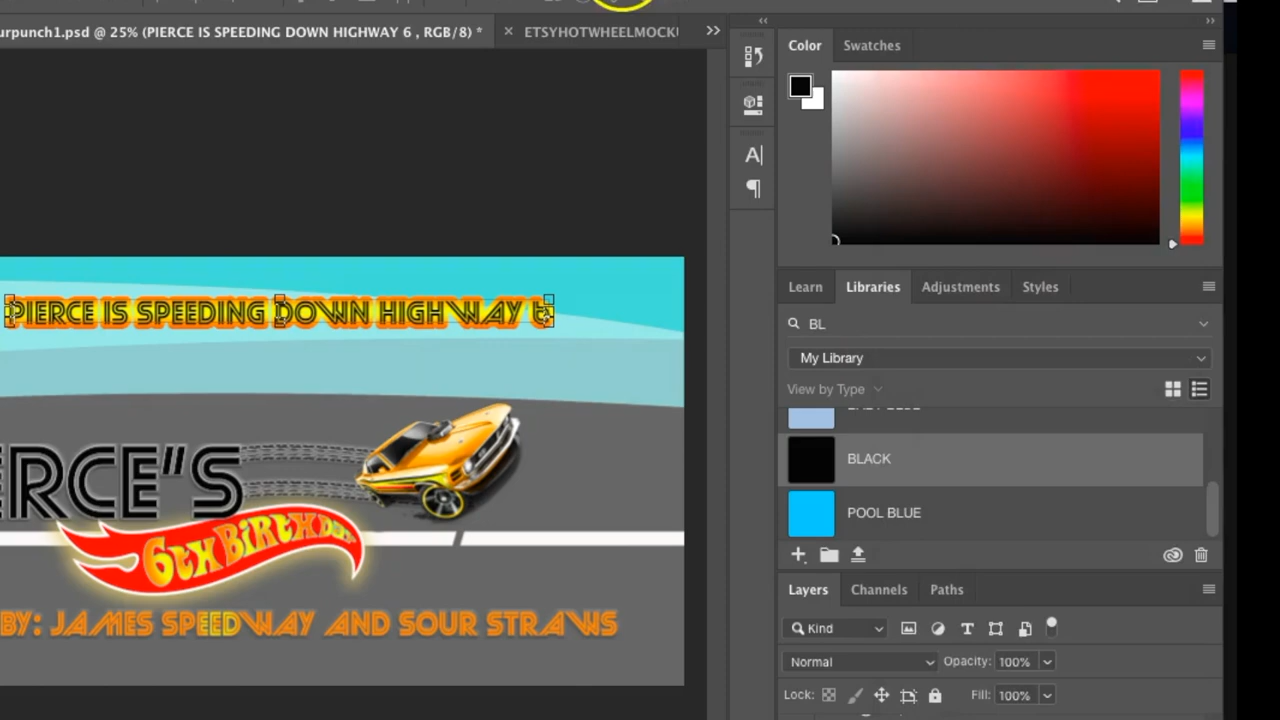 urpunch1.psd @ 25% (PIERCE IS SPEEDING DOWN HIGHWAY 6 , RGB/8) *
ETSYHOTWHEELMOCKU
Color
Swatches
Learn
Libraries
Adjustments
Styles
BL
My Library
View by Type
BLACK
POOL BLUE
Layers
Channels
Paths
Kind
Normal
Opacity: 100%
Lock:
Fill: 100%
PIERCE IS SPEEDING DOWN HIGHWAY 6
ERCE"S
6TH BIRTHDAY
BY: JAMES SPEEDWAY AND SOUR STRAWS